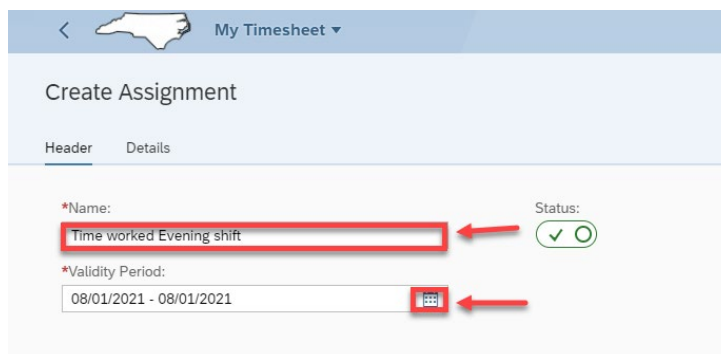 My Timesheet
Create Assignment
Header Details
*Name: Status:
Time worked Evening shift
*Validity Period:
08/01/2021 - 08/01/2021